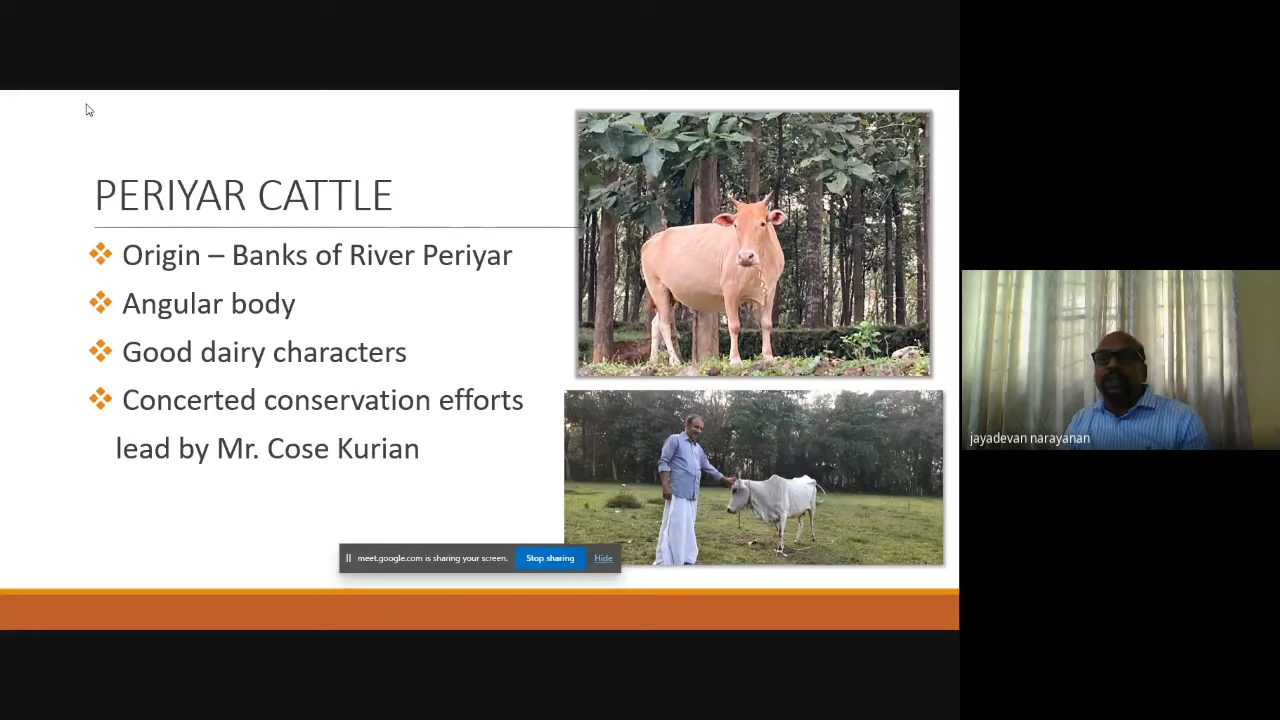 PERIYAR CATTLE
Origin – Banks of River Periyar
Angular body
Good dairy characters
Concerted conservation efforts
lead by Mr. Cose Kurian
meet.google.com is sharing your screen.
Stop sharing
Hide
jayadevan narayanan